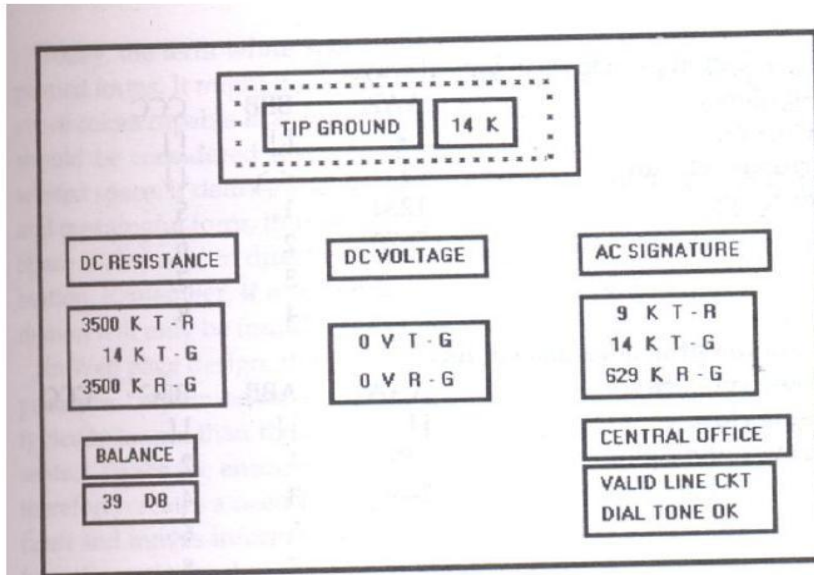 TIP GROUND 14 K
DC RESISTANCE
3500 K T - R
14 K T - G
3500 K R - G
BALANCE
39 DB
DC VOLTAGE
0 V T - G
0 V R - G
AC SIGNATURE
9 K T - R
14 K T - G
629 K R - G
CENTRAL OFFICE
VALID LINE CKT
DIAL TONE OK